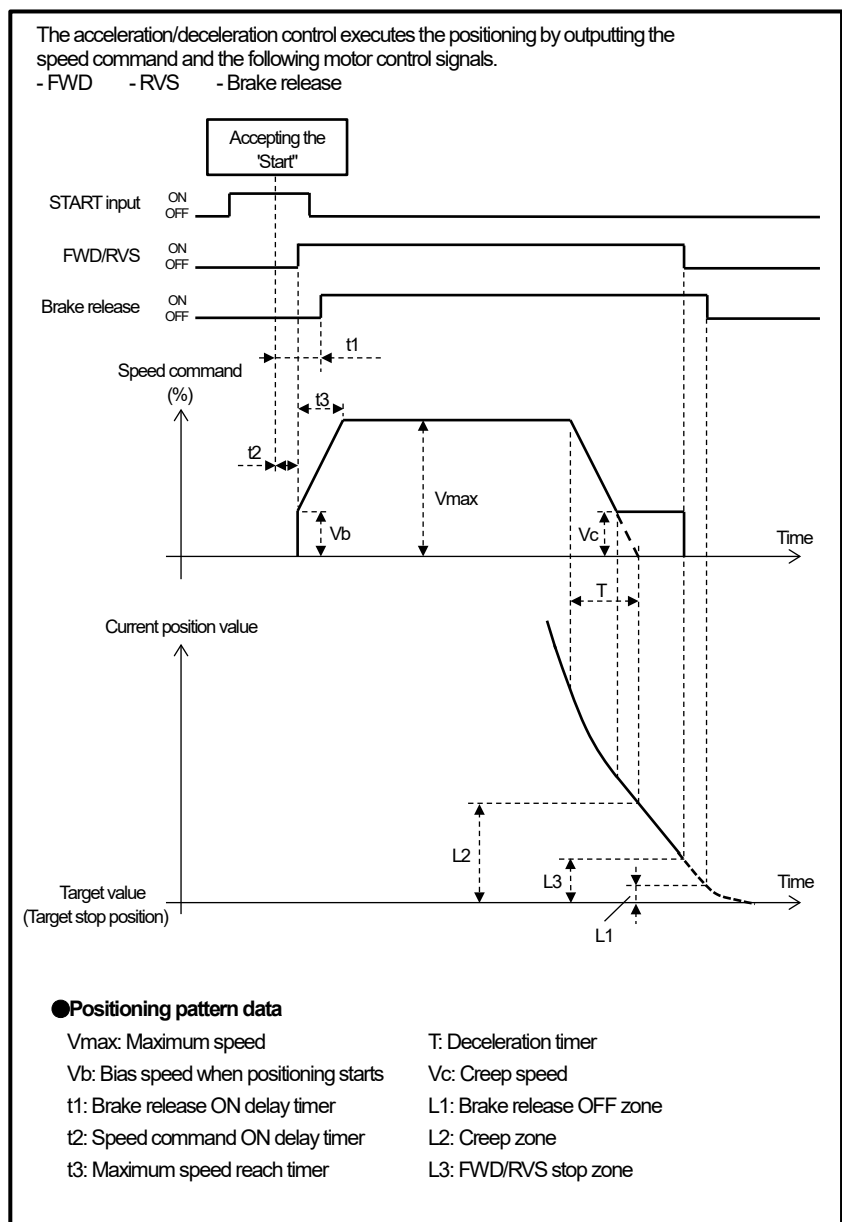 The acceleration/deceleration control executes the positioning by outputting the
speed command and the following motor control signals.
- FWD - RVS - Brake release
Accepting the
'Start"
START input
ON
OFF
FWD/RVS
ON
OFF
Brake release
ON
OFF
t1
Speed command
(%)
t3
t2
Vmax
Vb
Vc
Time
T
Current position value
L2
L3
Target value
(Target stop position)
Time
L1
●Positioning pattern data
Vmax: Maximum speed
T: Deceleration timer
Vb: Bias speed when positioning starts
Vc: Creep speed
t1: Brake release ON delay timer
L1: Brake release OFF zone
t2: Speed command ON delay timer
L2: Creep zone
t3: Maximum speed reach timer
L3: FWD/RVS stop zone